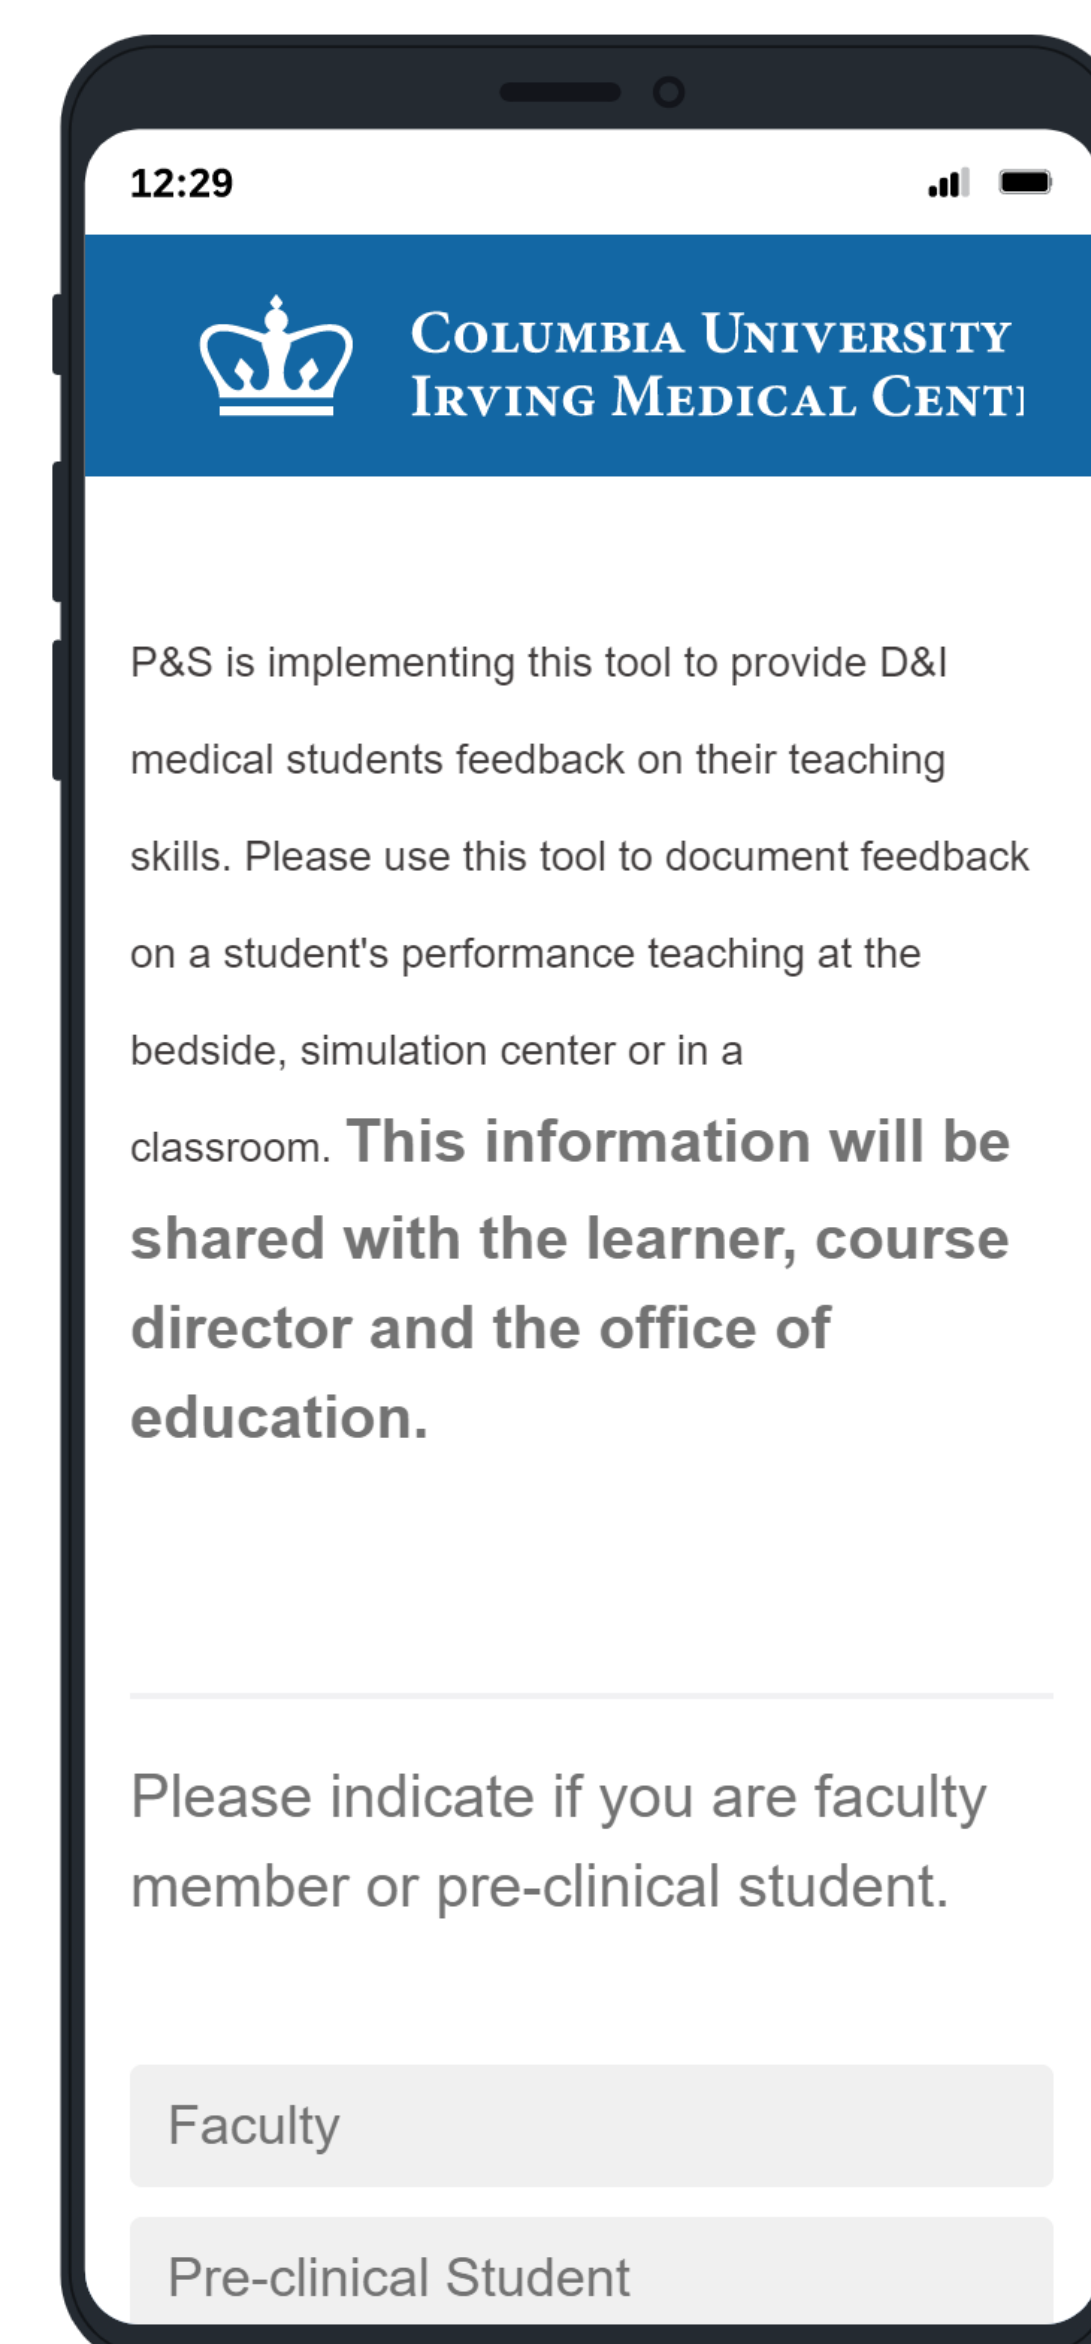 12:29
COLUMBIA UNIVERSITY
IRVING MEDICAL
P&S is implementing this tool to provide D&I
medical students feedback on their teaching
skills. Please use this tool to document feedback
on a student's performance teaching at the
bedside, simulation center or in a
classroom. This information will be
shared with the learner, course
director and the office of
education.
Please indicate if you are faculty
member or pre-clinical student.
Faculty
Pre-clinical Student